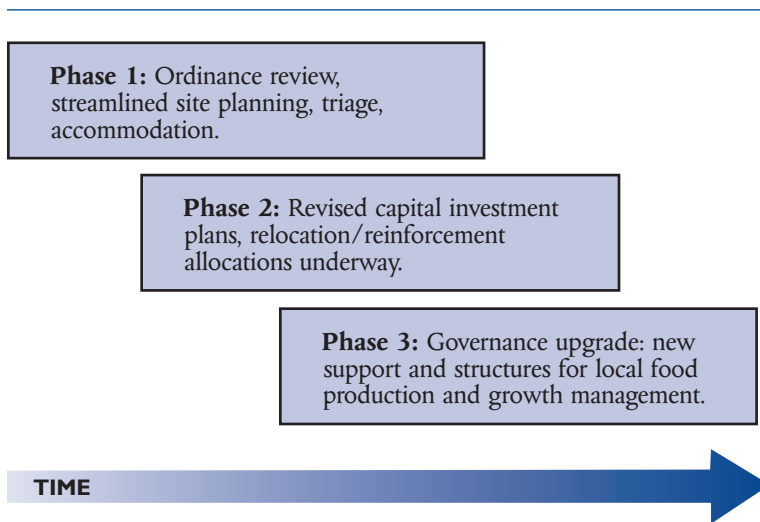 Phase 1: Ordinance review,
streamlined site planning, triage,
accommodation.
Phase 2: Revised capital investment
plans, relocation/reinforcement
allocations underway.
Phase 3: Governance upgrade: new
support and structures for local food
production and growth management.
TIME